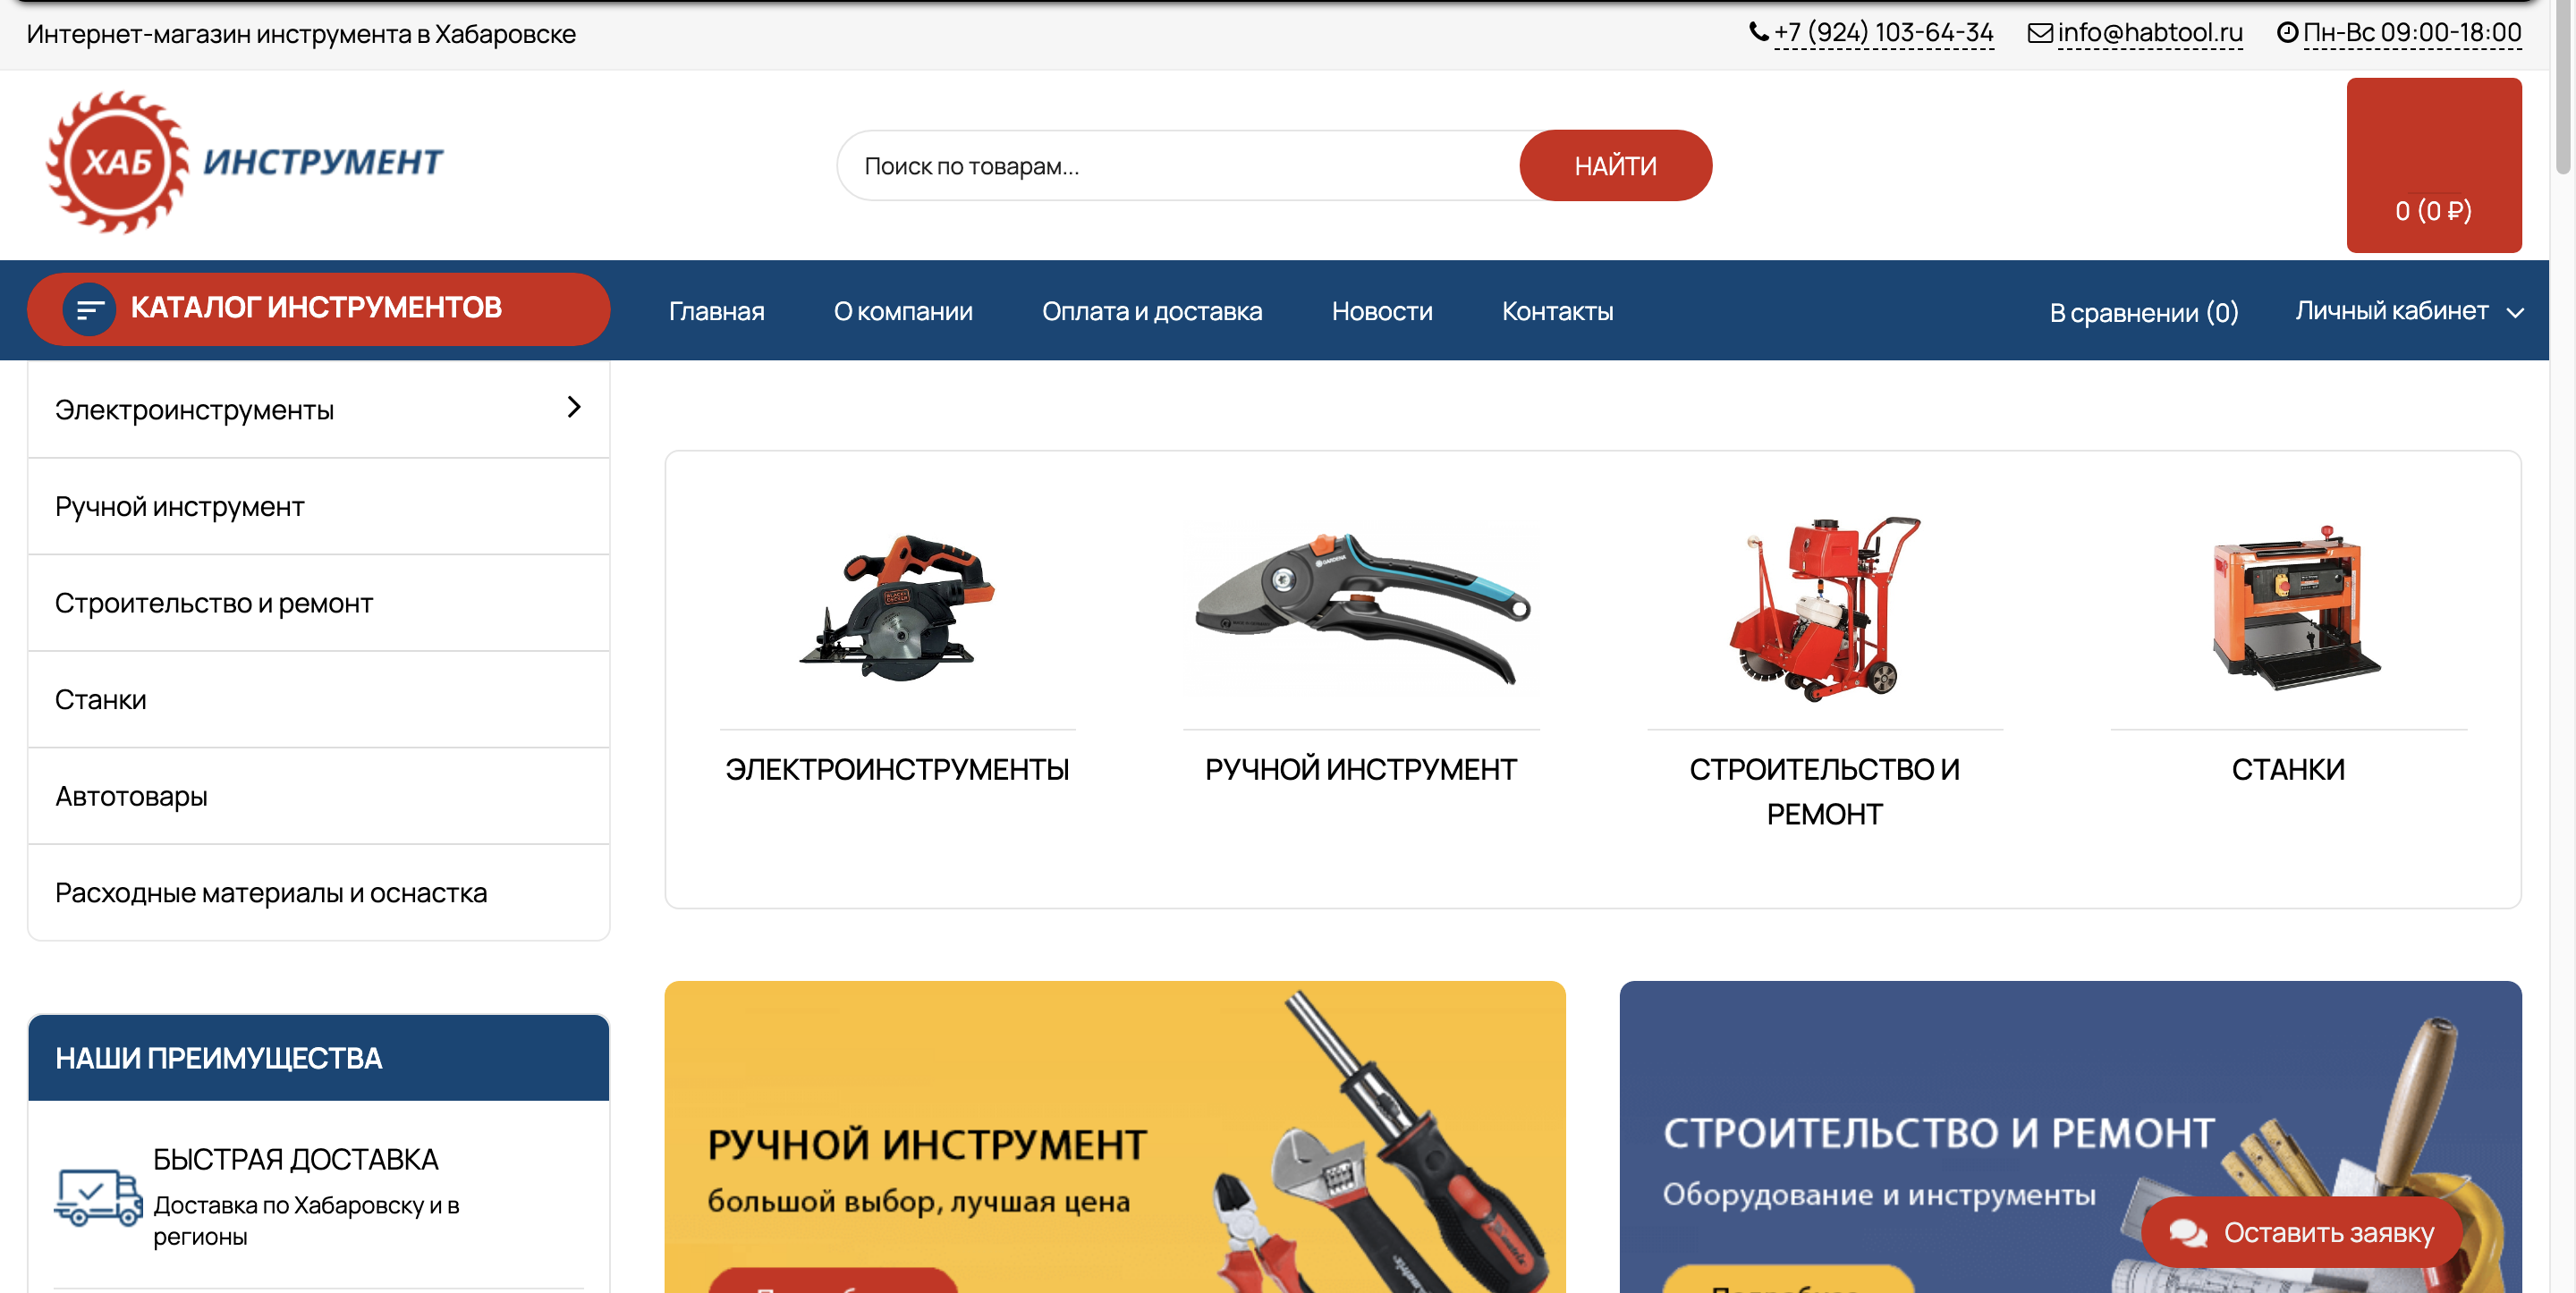 Интернет-магазин инструмента в Хабаровске
+7 (924) 103-64-34
info@habtool.ru
Пн-Вс 09:00-18:00
ХАБ ИНСТРУМЕНТ
Поиск по товарам...
НАЙТИ
0 (0 ₽)
КАТАЛОГ ИНСТРУМЕНТОВ
Главная
О компании
Оплата и доставка
Новости
Контакты
В сравнении (0)
Личный кабинет
Электроинструменты
Ручной инструмент
Строительство и ремонт
Станки
Автотовары
Расходные материалы и оснастка
ЭЛЕКТРОИНСТРУМЕНТЫ
РУЧНОЙ ИНСТРУМЕНТ
СТРОИТЕЛЬСТВО И
РЕМОНТ
СТАНКИ
НАШИ ПРЕИМУЩЕСТВА
БЫСТРАЯ ДОСТАВКА
Доставка по Хабаровску и в
регионы
РУЧНОЙ ИНСТРУМЕНТ
большой выбор, лучшая цена
СТРОИТЕЛЬСТВО И РЕМОНТ
Оборудование и инструменты
Оставить заявку